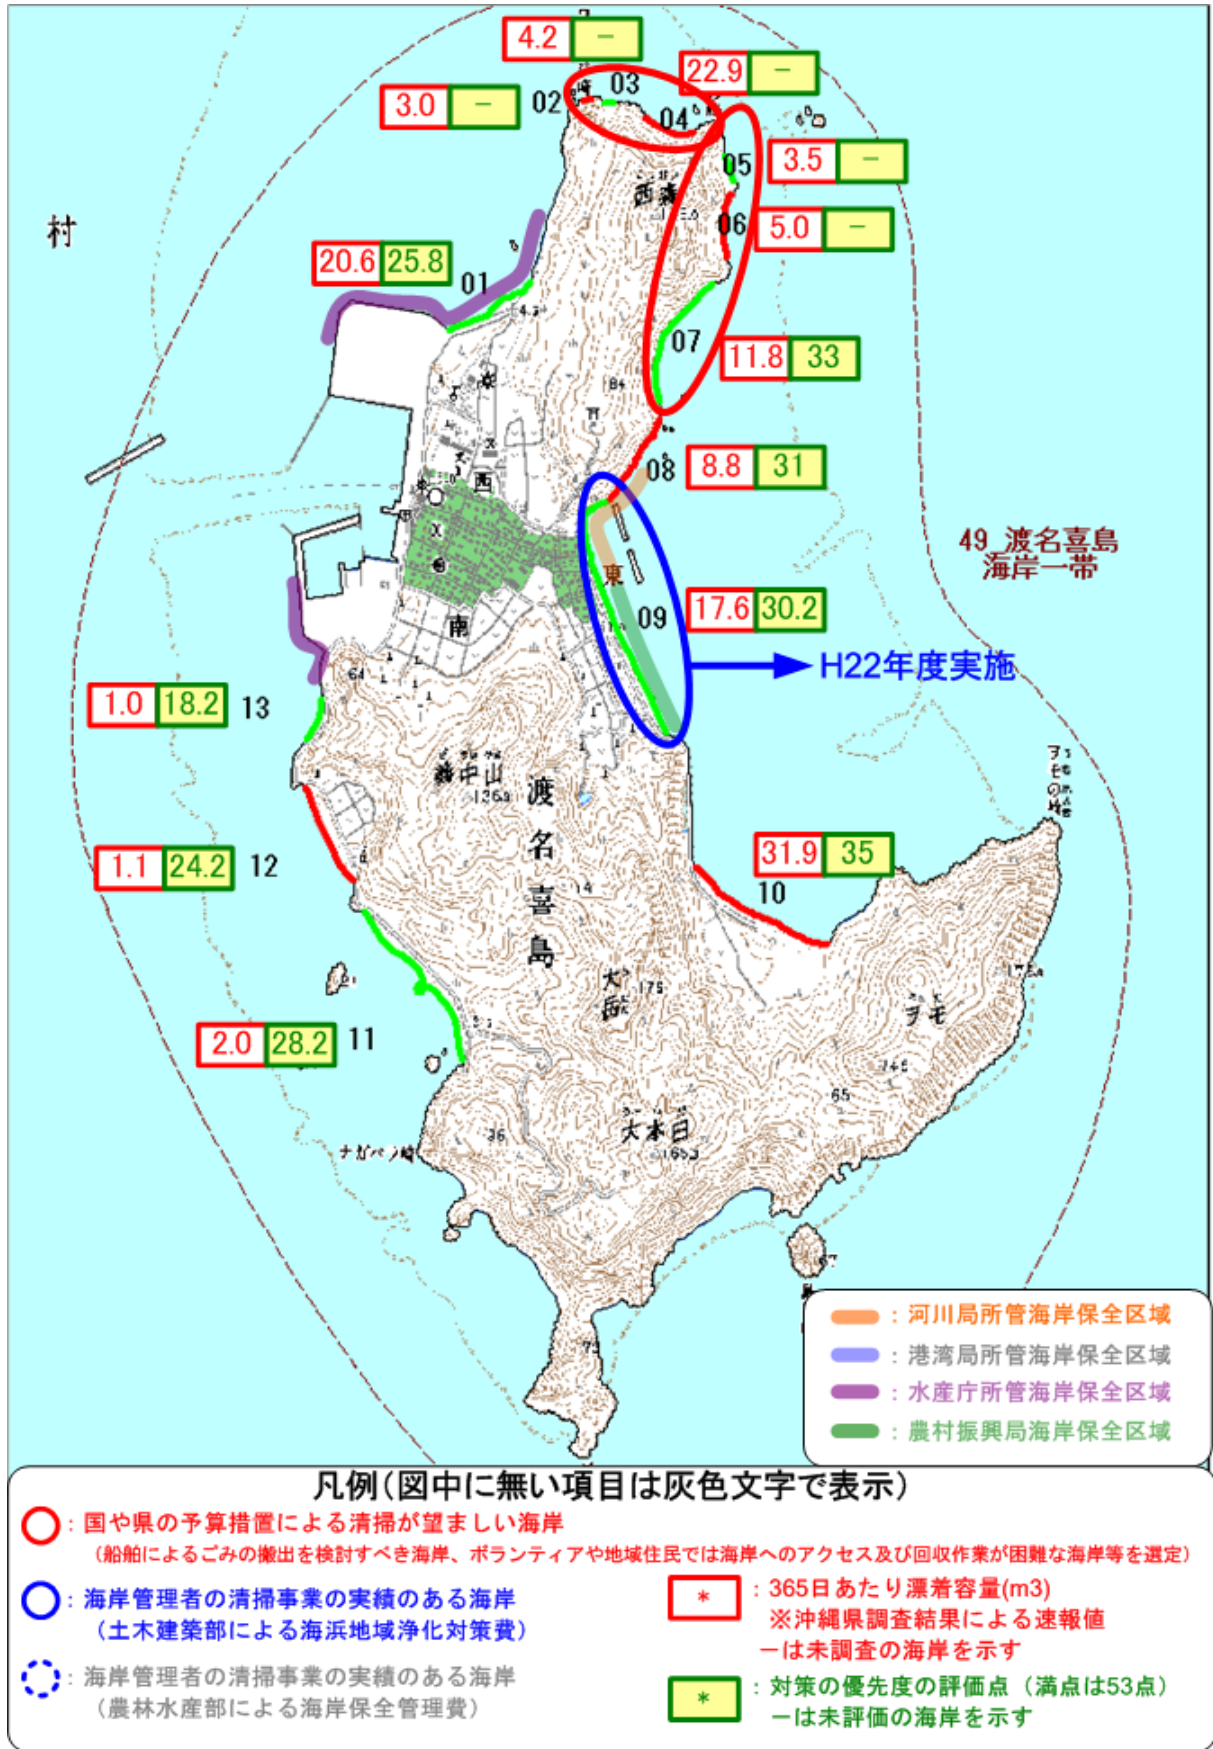 4.2 －
22.9 －
3.0 －
02
03
04
3.5 －
05
西森
村
5.0 －
06
20.6 25.8
01
4.3
07
11.8 33
84
08
8.8 31
西
49 渡名喜島
海岸一帯
東
17.6 30.2
09
南
H22年度実施
64
1.0 18.2
13
中山
渡名喜島
31.9 35
10
1.1 24.2
12
14
175
大岳
ヲモ
2.0 28.2
11
146
65
36
大本田
165.3
：河川局所管海岸保全区域
：港湾局所管海岸保全区域
：水産庁所管海岸保全区域
：農村振興局海岸保全区域
凡例(図中に無い項目は灰色文字で表示)
：国や県の予算措置による清掃が望ましい海岸
（船舶によるごみの搬出を検討すべき海岸、ボランティアや地域住民では海岸へのアクセス及び回収作業が困難な海岸等を選定）
：海岸管理者の清掃事業の実績のある海岸
（土木建築部による海浜地域浄化対策費）
：海岸管理者の清掃事業の実績のある海岸
（農林水産部による海岸保全管理費）
* ：365日あたり漂着容量(m3)
※沖縄県調査結果による速報値
－は未調査の海岸を示す
* ：対策の優先度の評価点（満点は53点）
－は未評価の海岸を示す